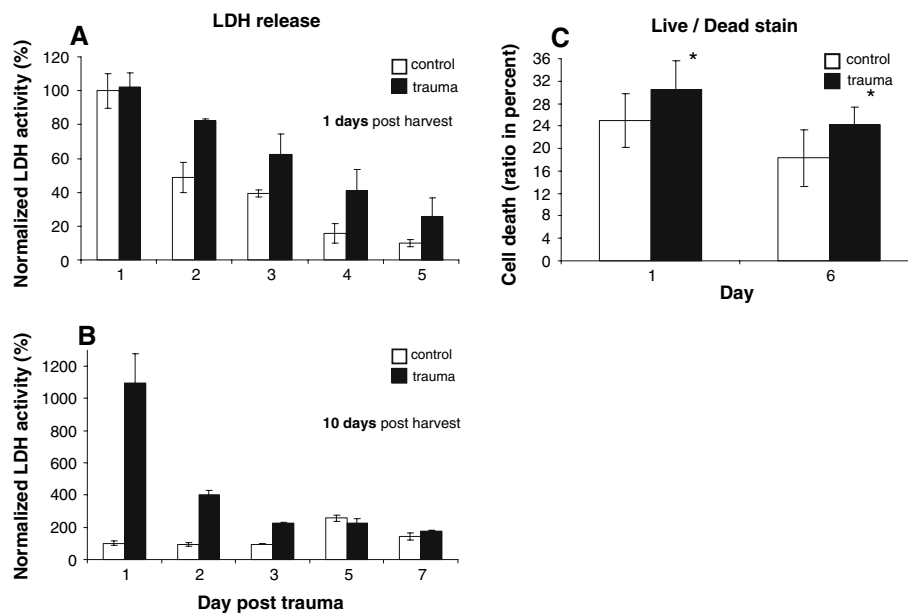 LDH release
A
Normalized LDH activity (%)
120
100
80
60
40
20
0
control
trauma
1 days post harvest
1 2 3 4 5
B
Normalized LDH activity (%)
1200
1000
800
600
400
200
0
control
trauma
10 days post harvest
1 2 3 5 7
Day post trauma
C
Live / Dead stain
Cell death (ratio in percent)
36
32
28
24
20
16
12
8
4
0
control
trauma
*
*
1 6
Day